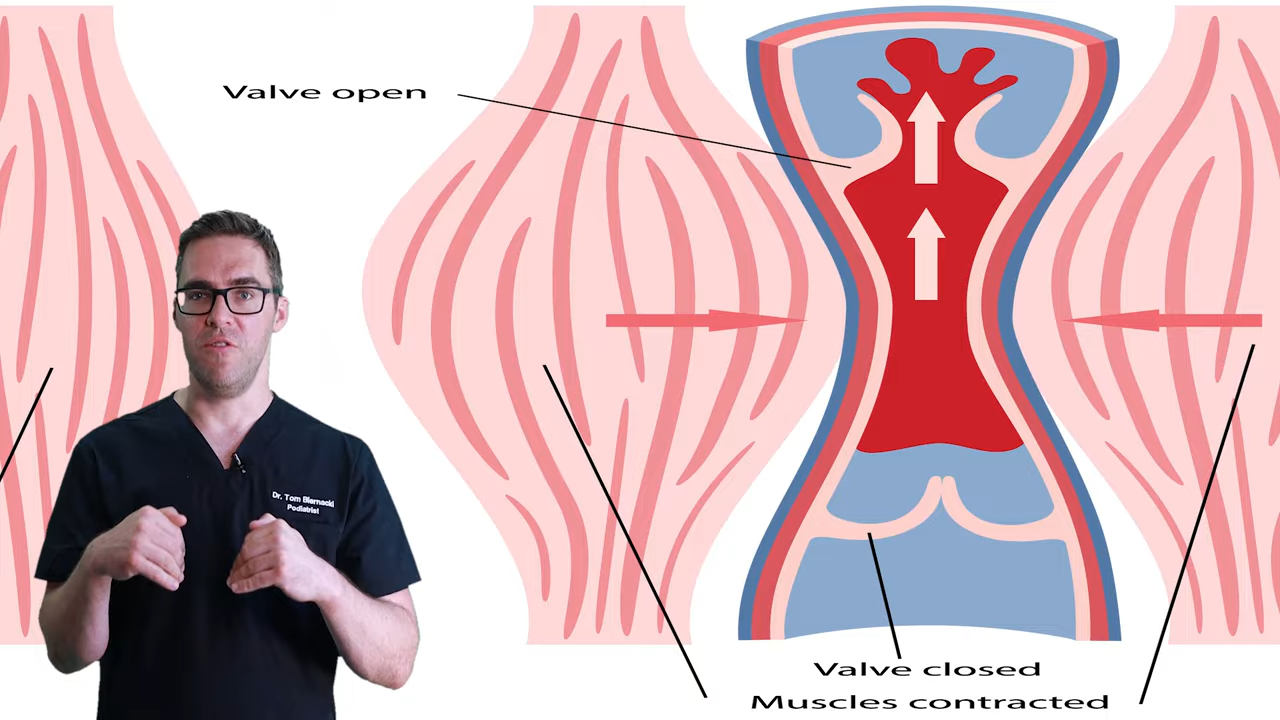 Valve open
Dr. Tom Biernacki
Podiatrist
Valve closed
Muscles contracted